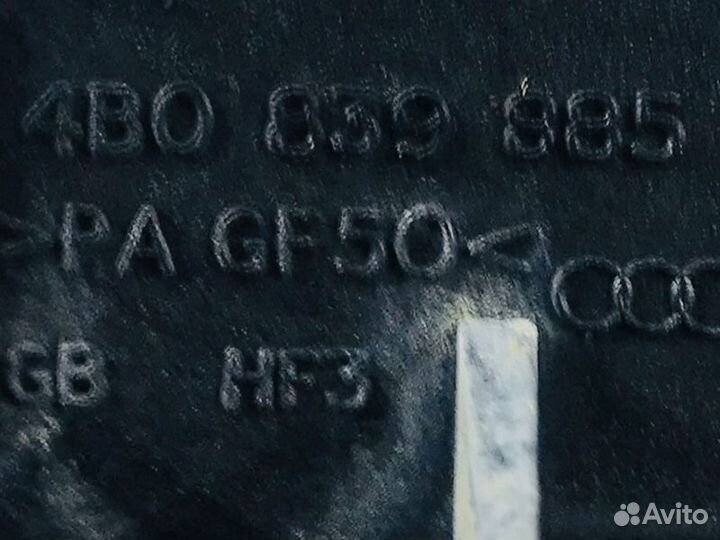 4B0 839 885
>PA GF50<
GB HF3
Avito